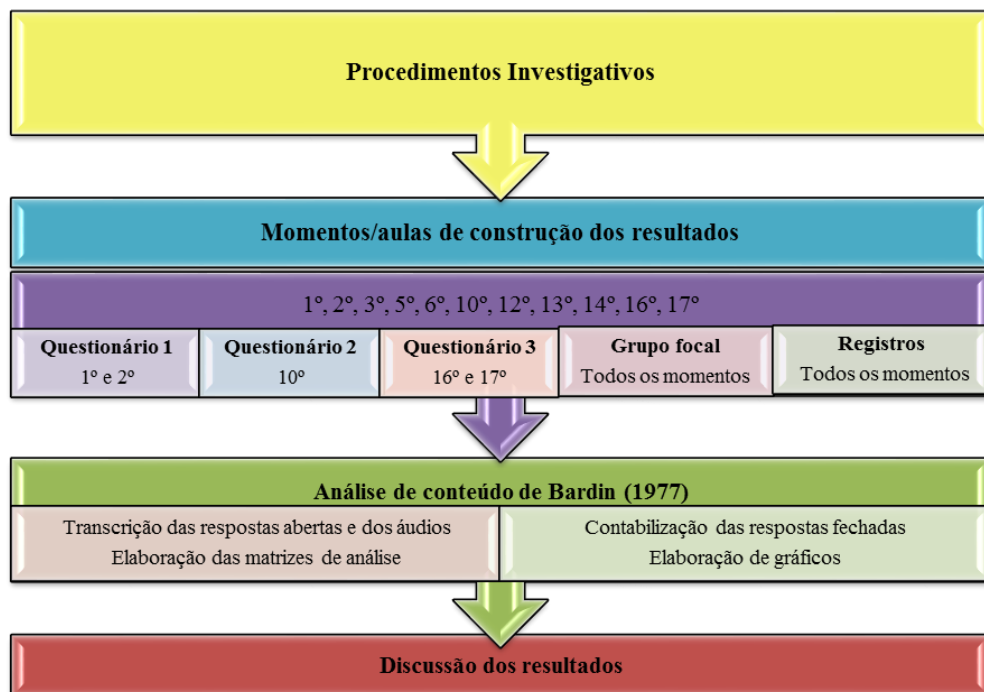 Procedimentos Investigativos
Momentos/aulas de construção dos resultados
1º, 2º, 3º, 5º, 6º, 10º, 12º, 13º, 14º, 16º, 17º
Questionário 1
1º e 2º
Questionário 2
10º
Questionário 3
16º e 17º
Grupo focal
Todos os momentos
Registros
Todos os momentos
Análise de conteúdo de Bardin (1977)
Transcrição das respostas abertas e dos áudios
Elaboração das matrizes de análise
Contabilização das respostas fechadas
Elaboração de gráficos
Discussão dos resultados